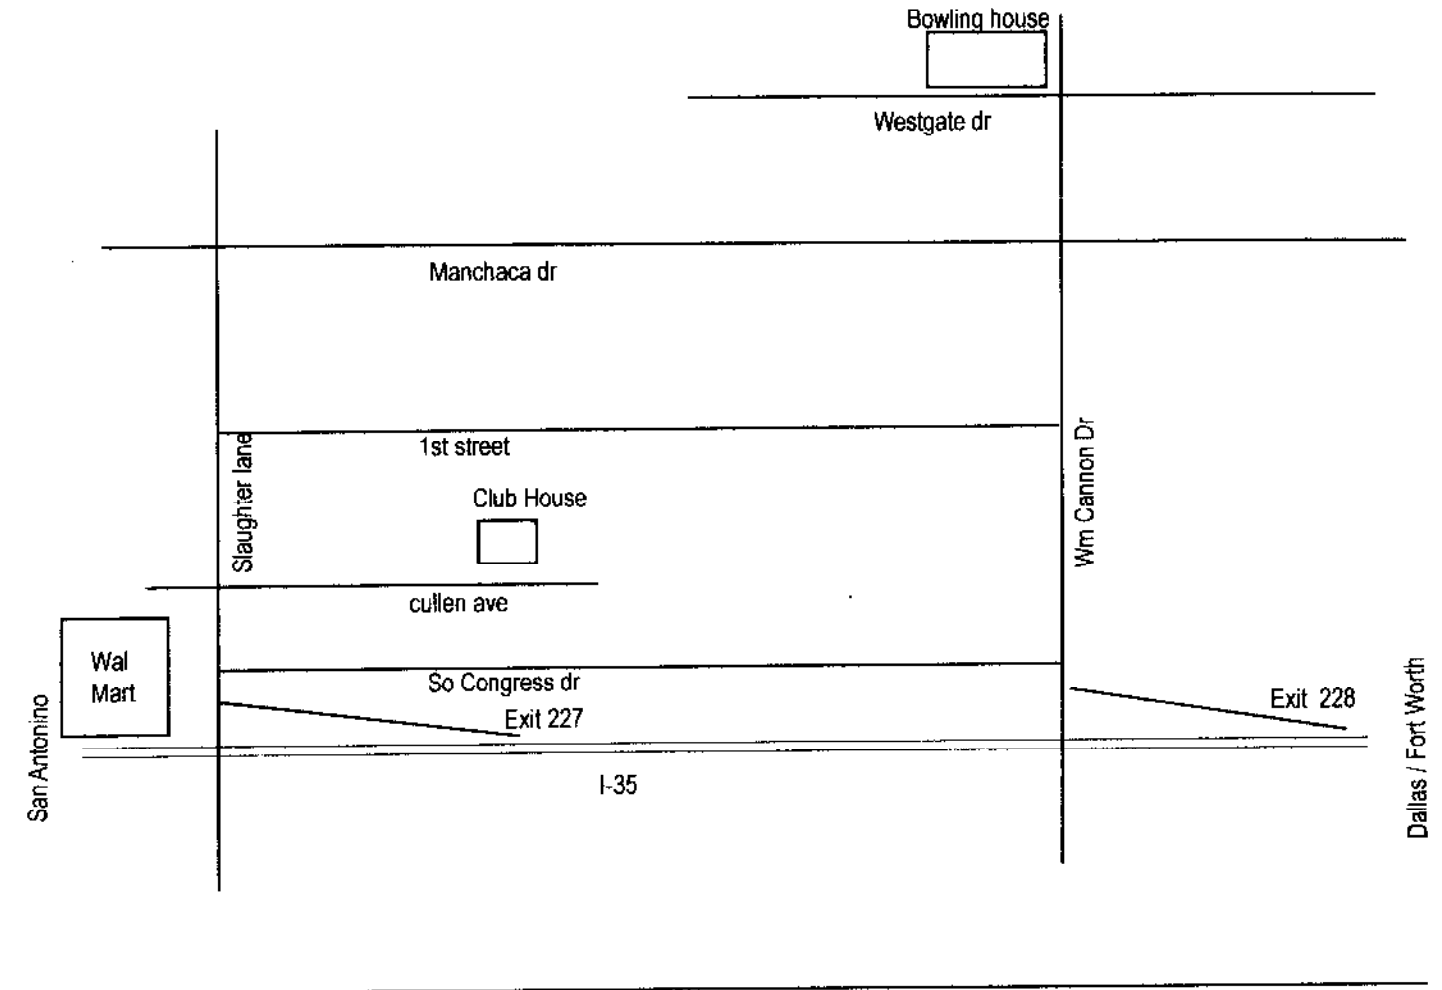 Bowling house
Westgate dr
Manchaca dr
1st street
Slaughter lane
Club House
Wm Cannon Dr
cullen ave
Wal
Mart
So Congress dr
Exit 227
Exit 228
San Antonino
I-35
Dallas / Fort Worth